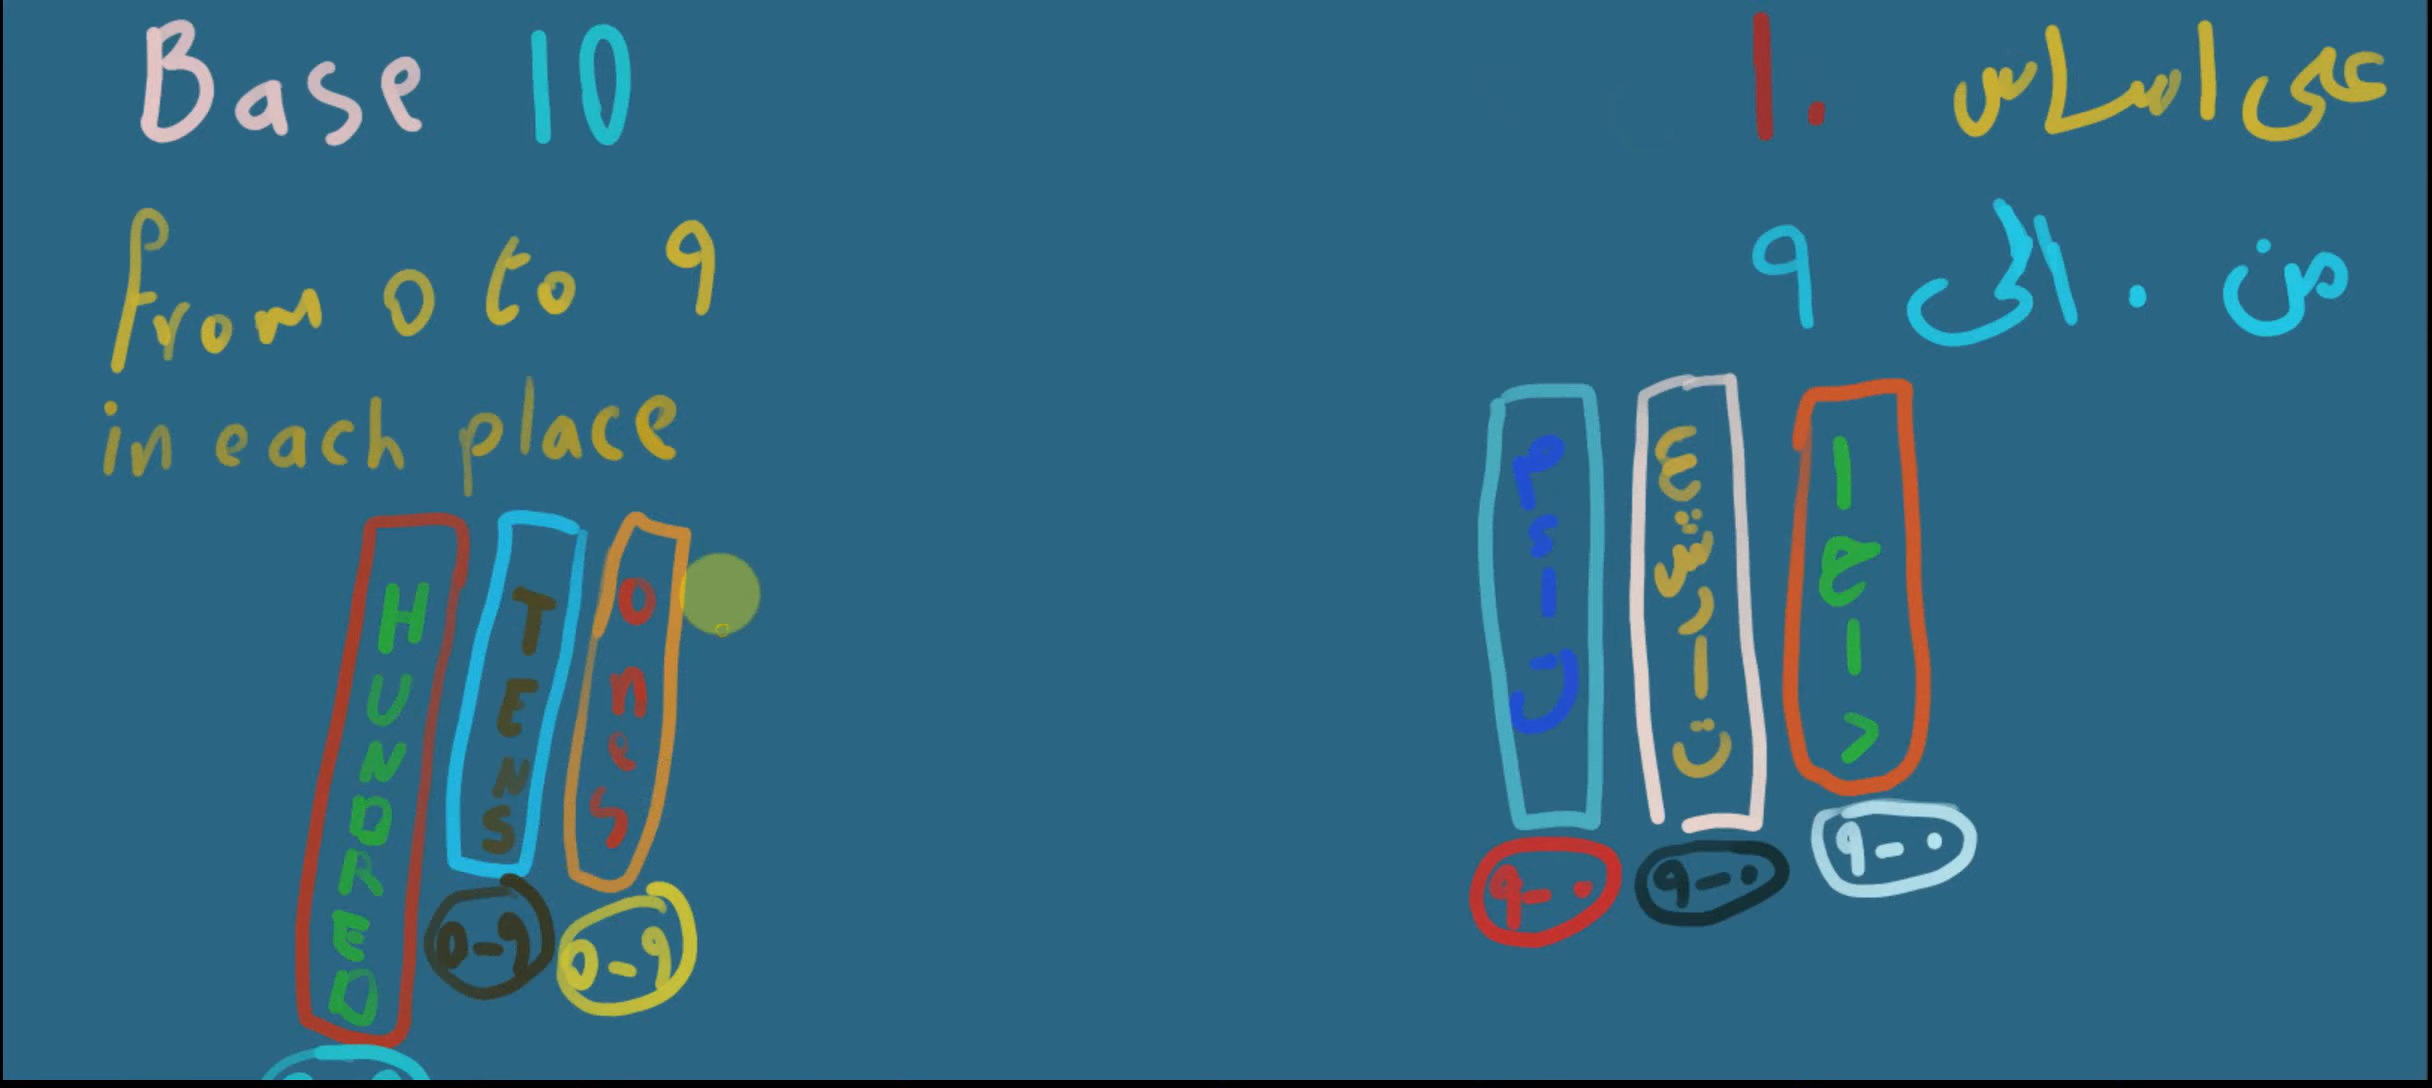 Base 10
from 0 to 9
in each place
HUNDRED
TENS
ones
0-9
0-9
على اساس ١٠
من ٠ الى ٩
احاد
عشرات
مءات
٠-٩
٠-٩
٠-٩